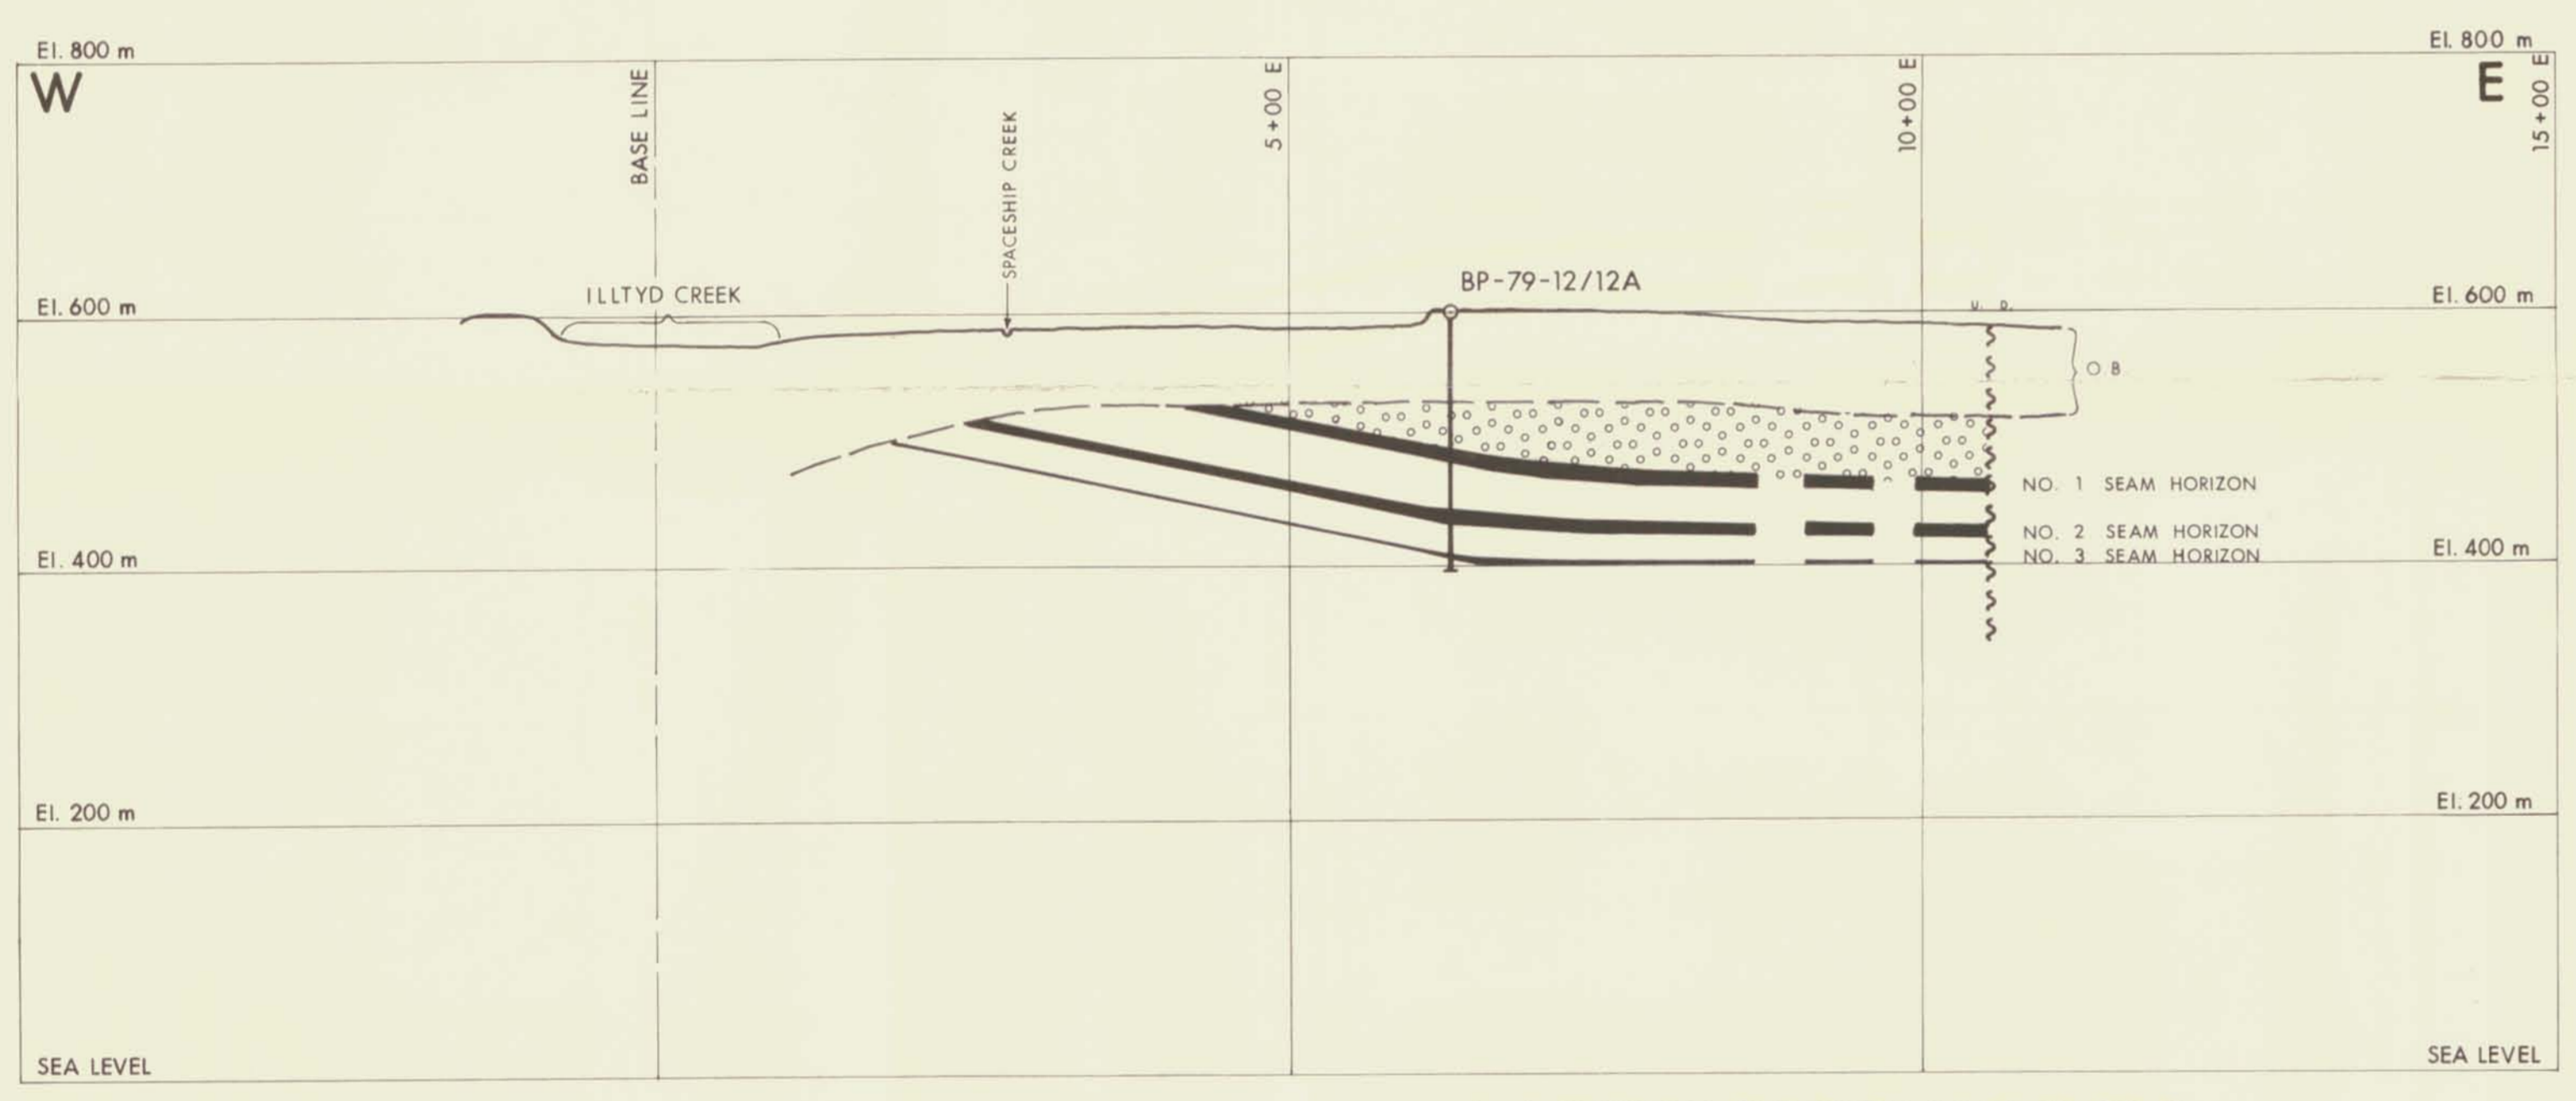 El. 800 m
El. 800 m
W
E
BASE LINE
SPACESHIP CREEK
5+00 E
10+00 E
15+00 E
BP-79-12/12A
ILLTYD CREEK
El. 600 m
El. 600 m
U. D.
O B
NO. 1 SEAM HORIZON
NO. 2 SEAM HORIZON
El. 400 m
El. 400 m
NO. 3 SEAM HORIZON
El. 200 m
El. 200 m
SEA LEVEL
SEA LEVEL